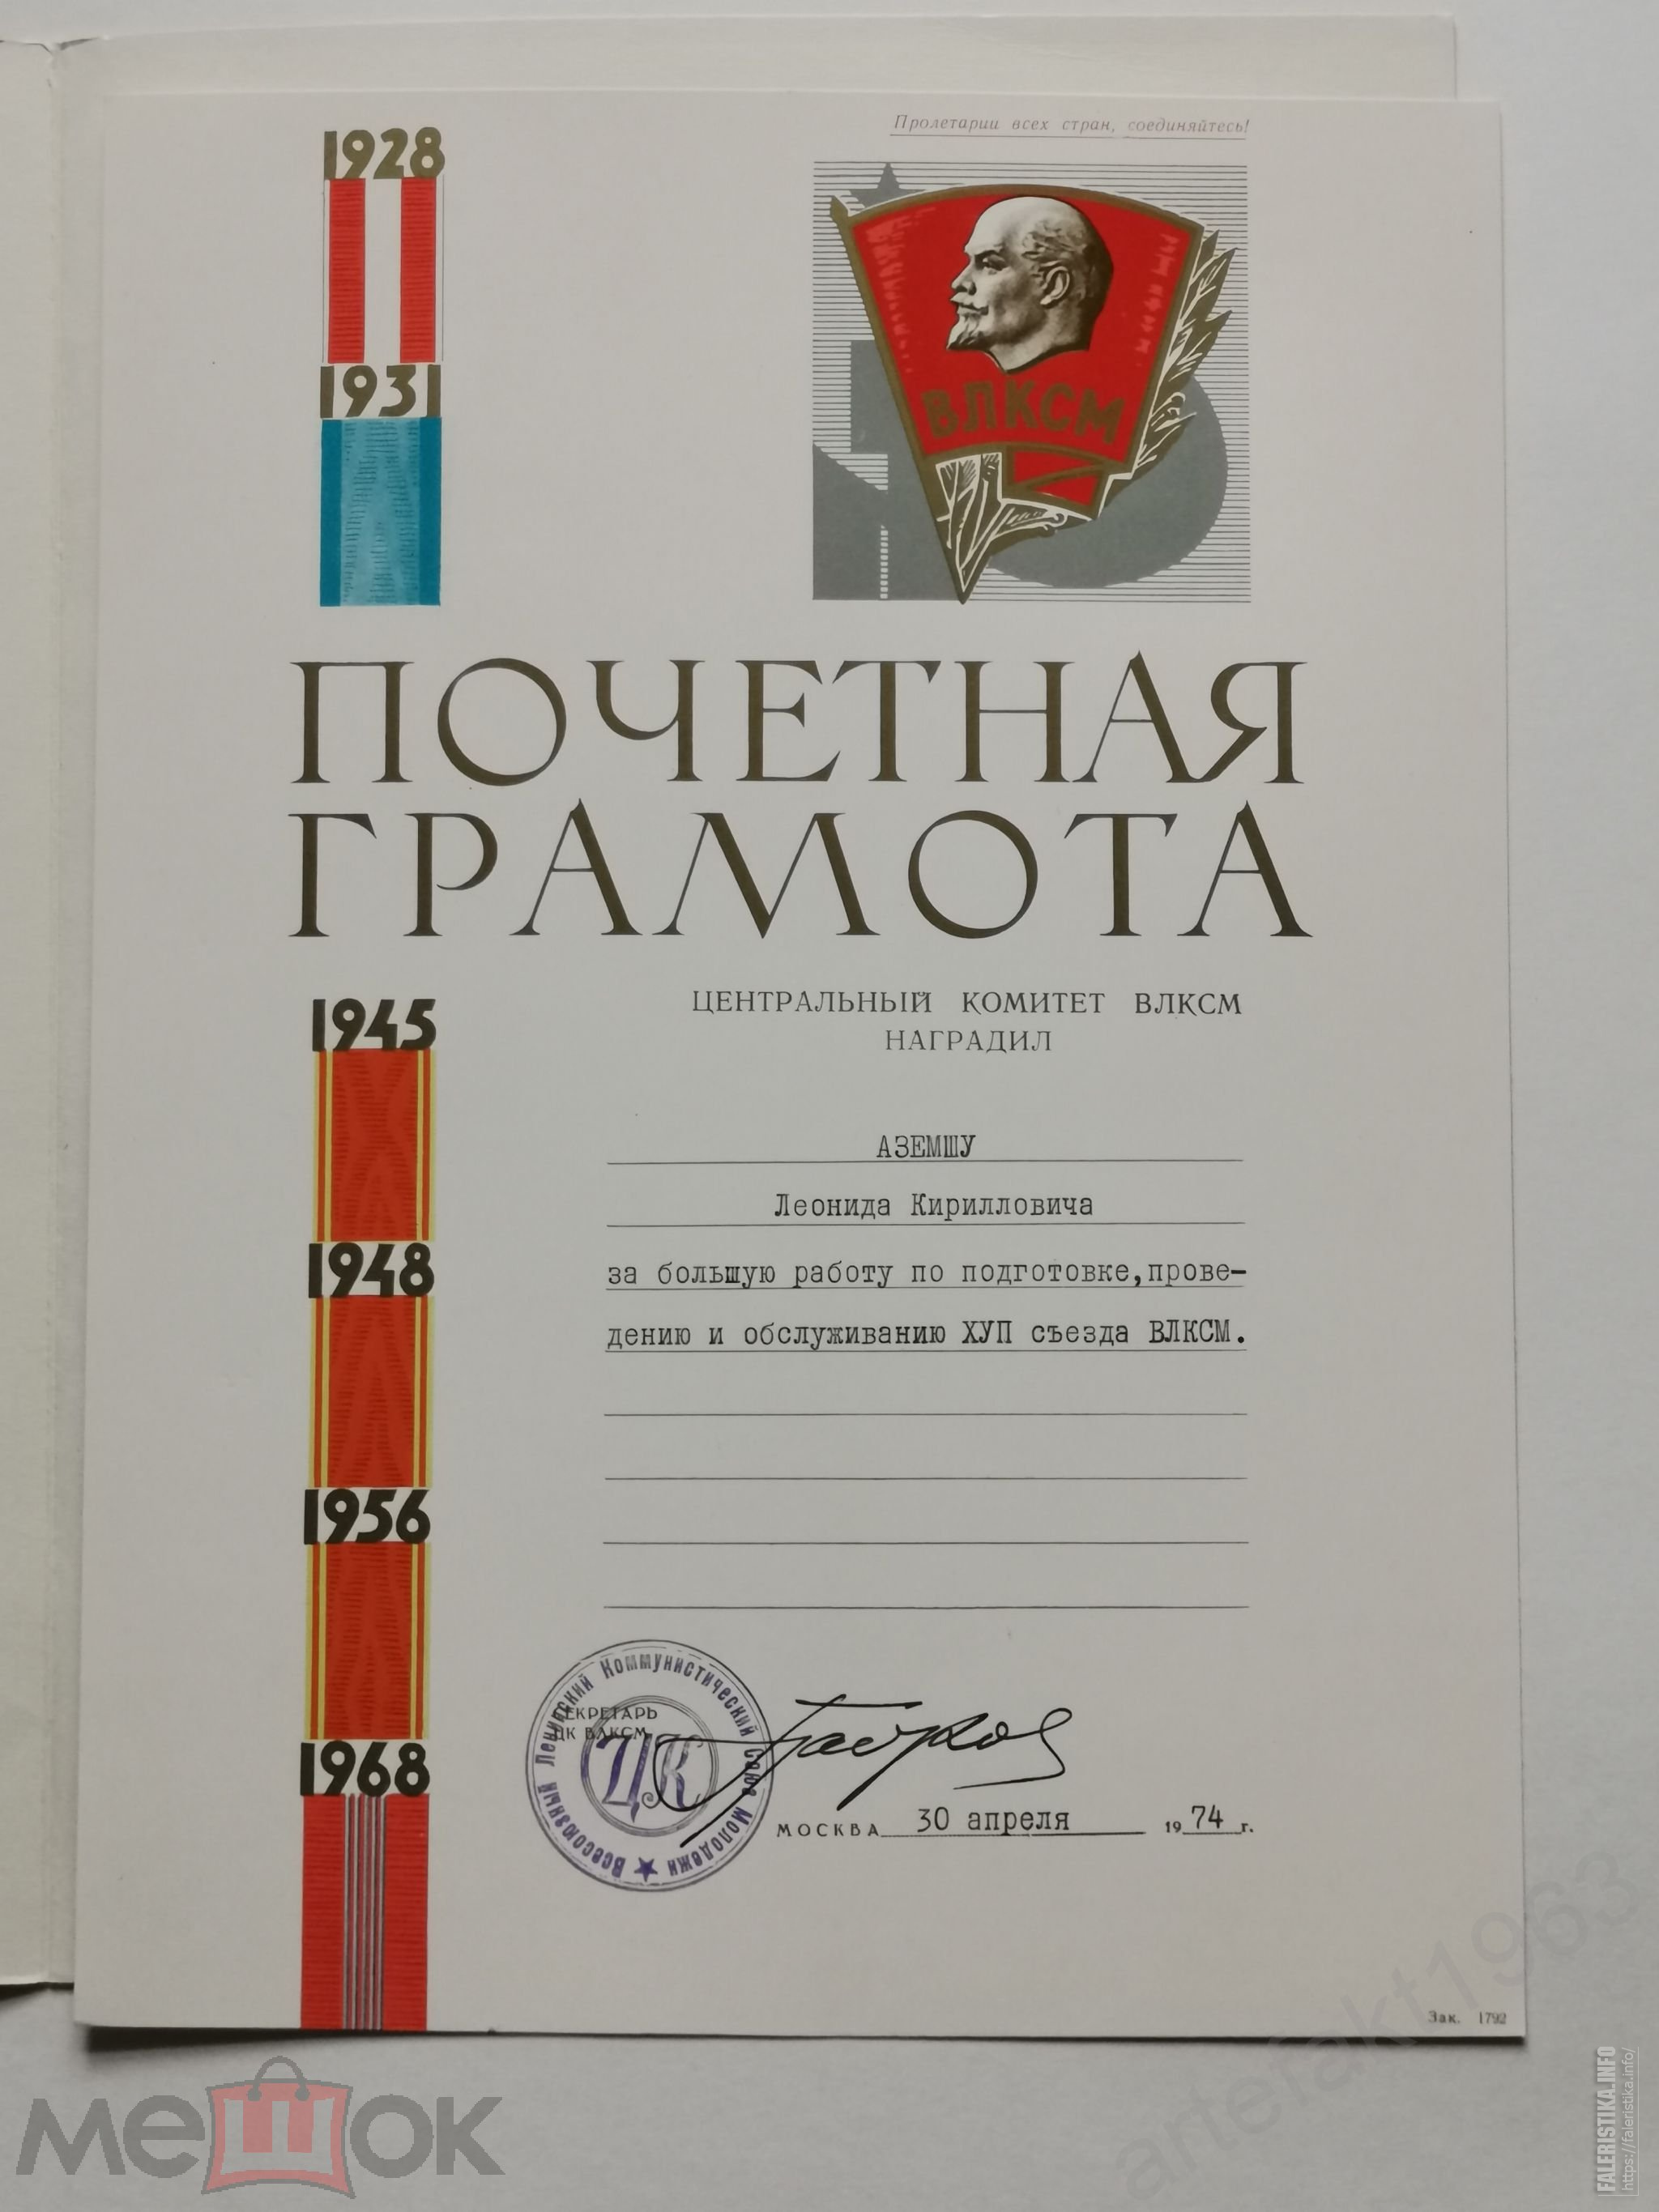 Пролетарии всех стран, соединяйтесь!
1928
1931
ВЛКСМ
ПОЧЕТНАЯ
ГРАМОТА
ЦЕНТРАЛЬНЫЙ КОМИТЕТ ВЛКСМ
НАГРАДИЛ
АЗЕМШУ
Леонида Кирилловича
за большую работу по подготовке, прове-
дению и обслуживанию ХУП съезда ВЛКСМ.
1945
1948
1956
1968
СЕКРЕТАРЬ
ЦК ВЛКСМ
Всесоюзный Ленинский Коммунистический Союз Молодежи
ЦК
МОСКВА 30 апреля 1974 г.
Зак. 1792
artefakt1963
мешок
FALERISTIKA.INFO
https://faleristika.info/